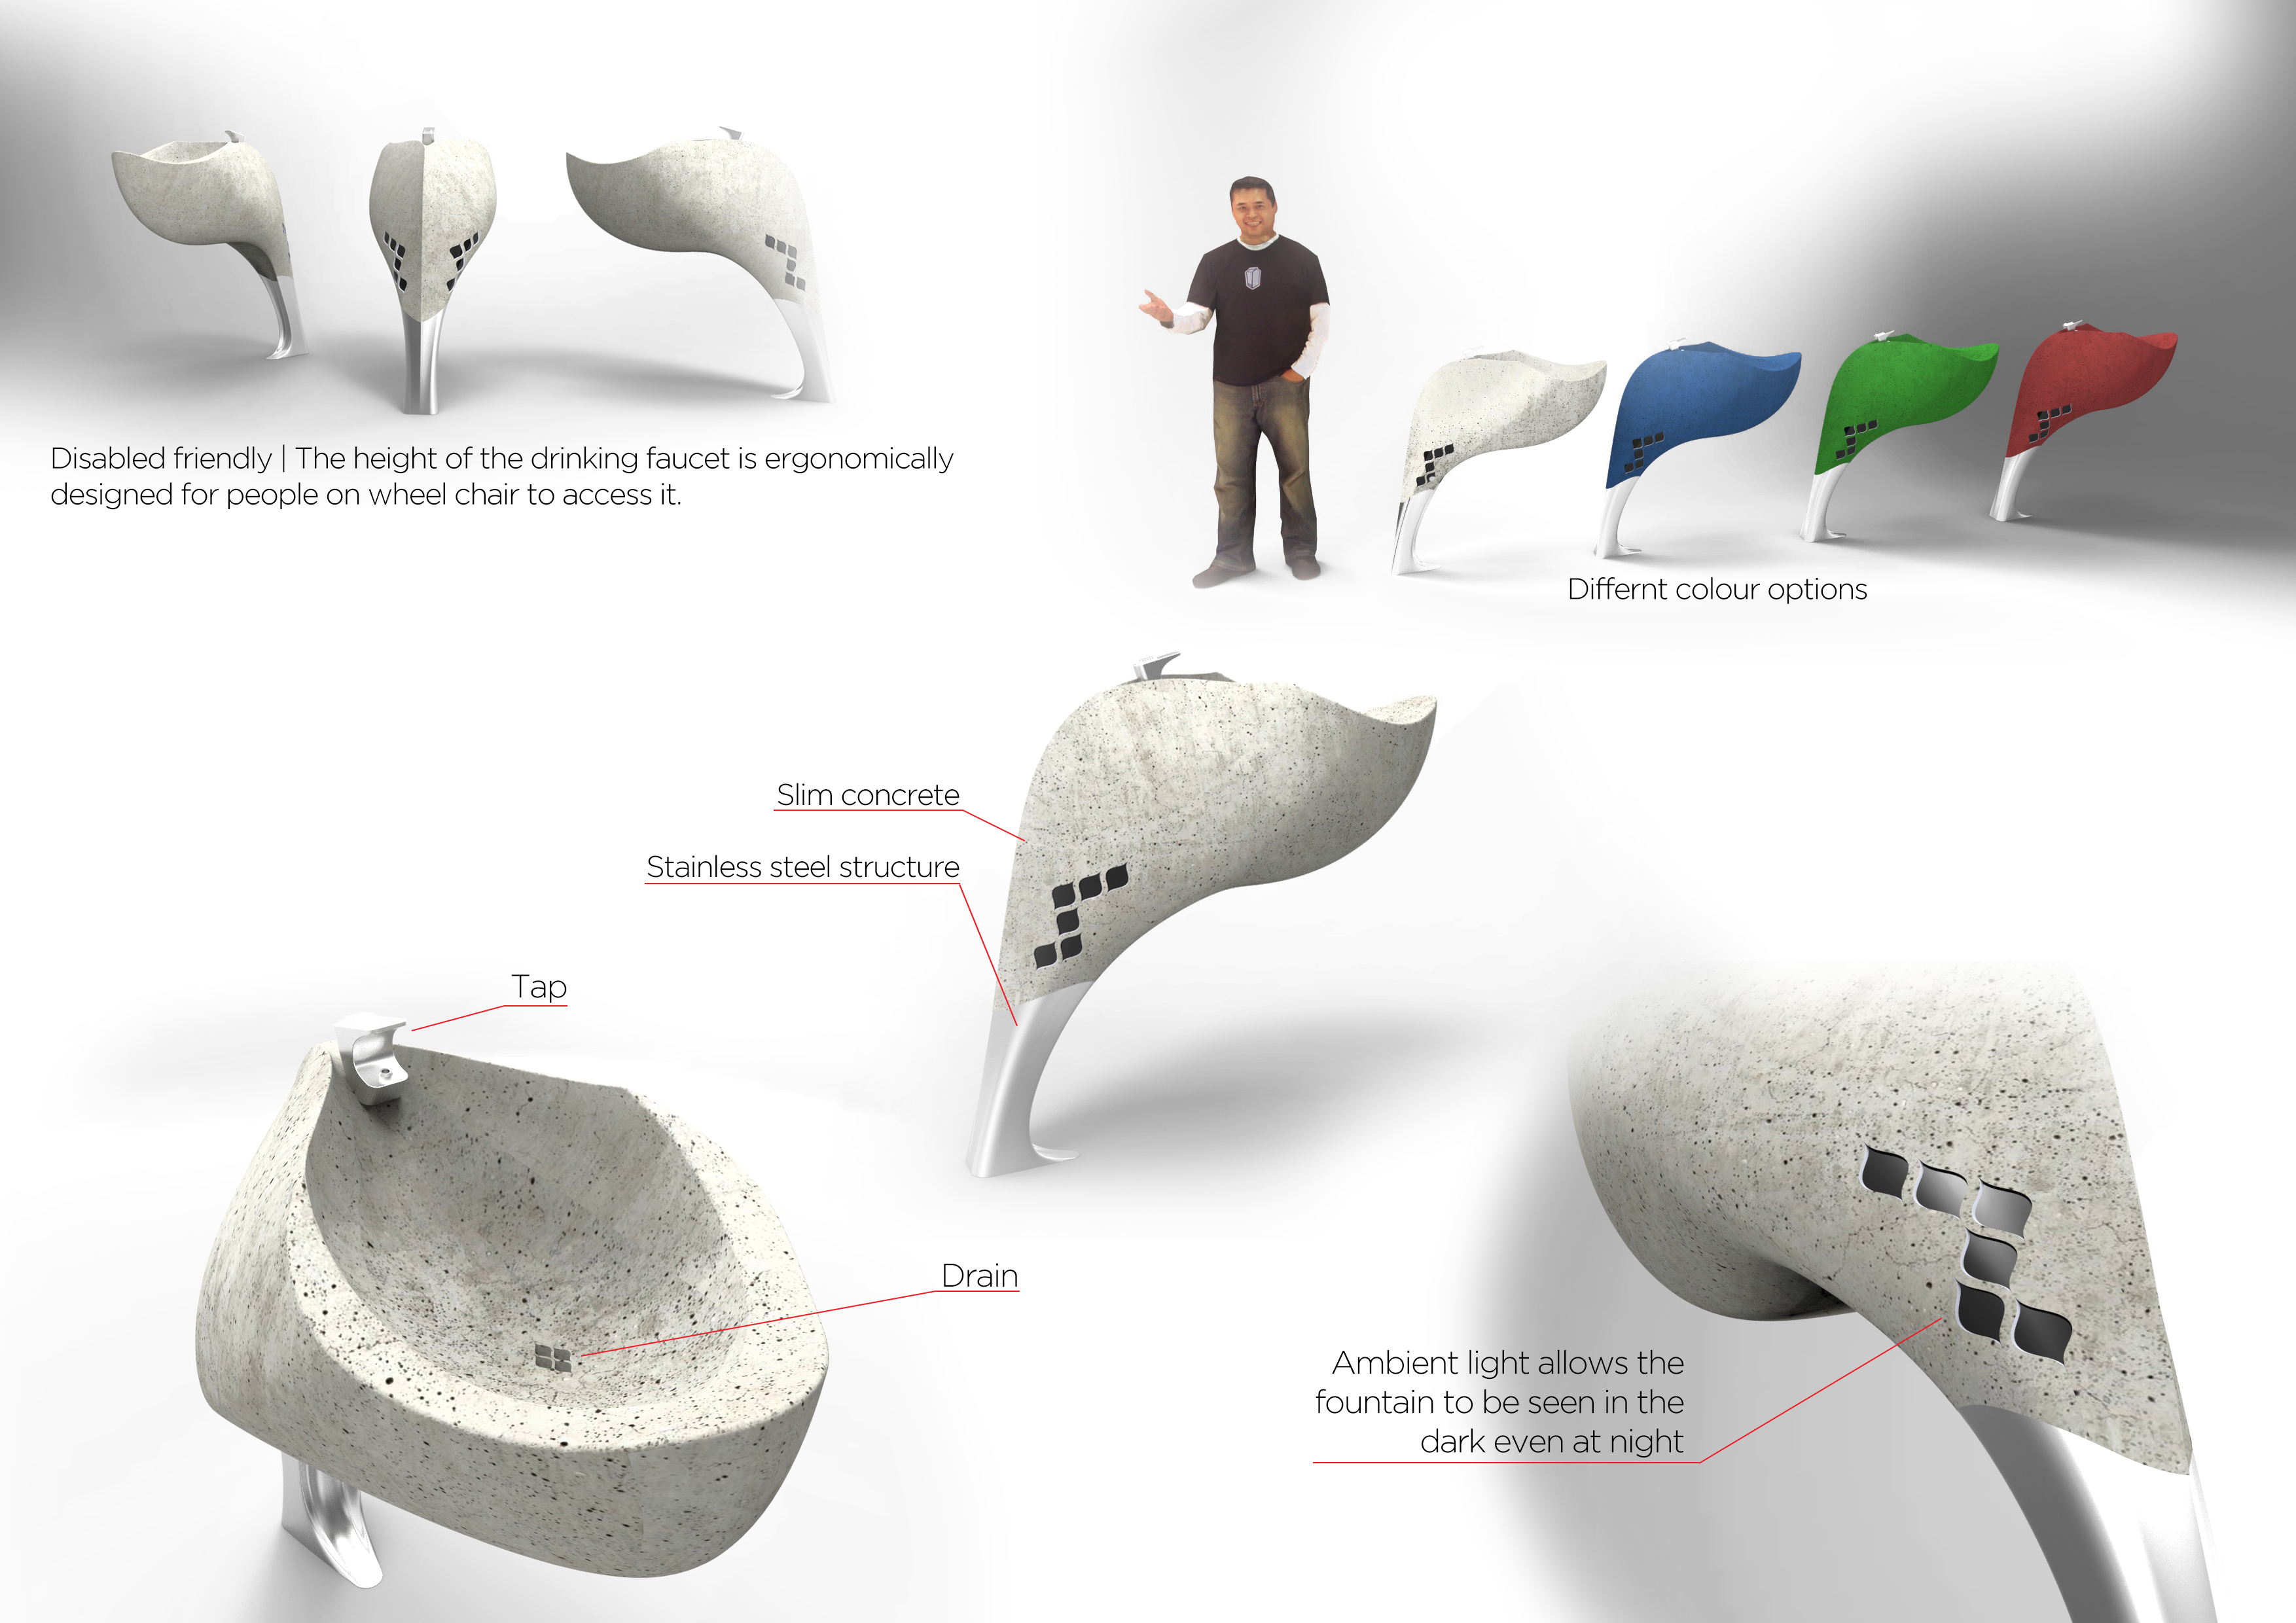 Disabled friendly | The height of the drinking faucet is ergonomically
designed for people on wheel chair to access it.
Differnt colour options
Slim concrete
Stainless steel structure
Tap
Drain
Ambient light allows the
fountain to be seen in the
dark even at night